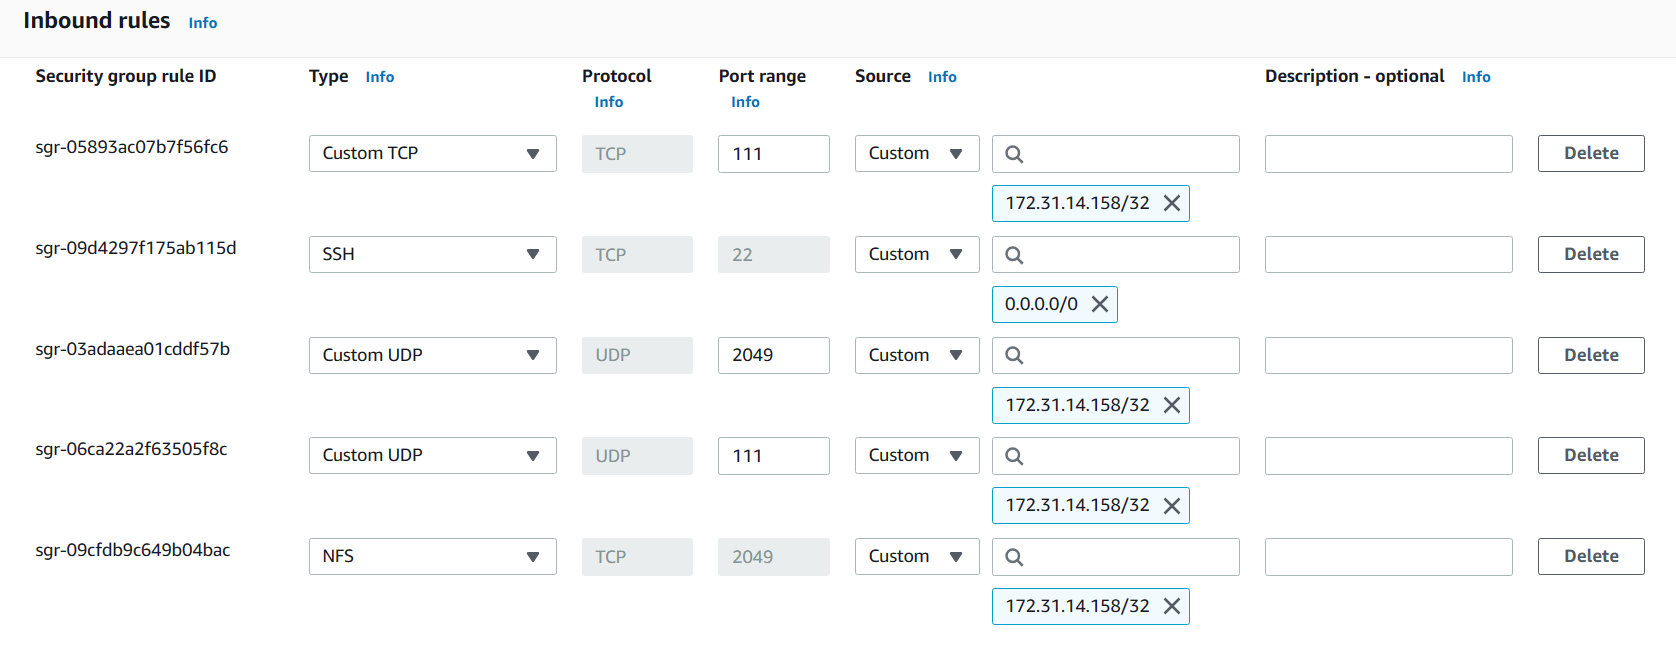 Inbound rules Info
Security group rule ID Type Info Protocol Info Port range Info Source Info Description - optional Info
sgr-05893ac07b7f56fc6 Custom TCP TCP 111 Custom Delete
172.31.14.158/32
sgr-09d4297f175ab115d SSH TCP 22 Custom Delete
0.0.0.0/0
sgr-03adaaea01cddf57b Custom UDP UDP 2049 Custom Delete
172.31.14.158/32
sgr-06ca22a2f63505f8c Custom UDP UDP 111 Custom Delete
172.31.14.158/32
sgr-09cfdb9c649b04bac NFS TCP 2049 Custom Delete
172.31.14.158/32